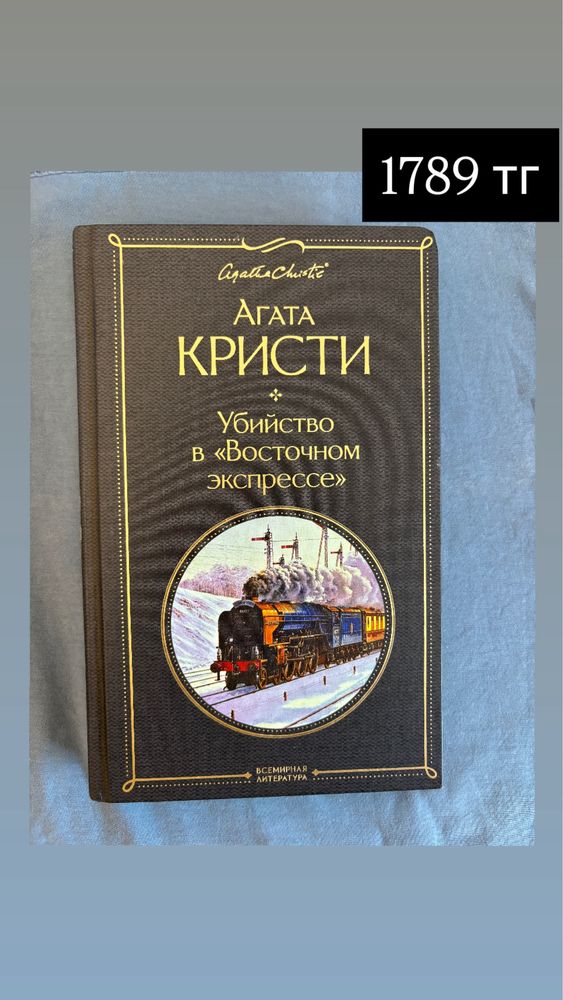 1789 тг
Agatha Christie®
АГАТА
КРИСТИ
Убийство
в «Восточном
экспрессе»
ВСЕМИРНАЯ
ЛИТЕРАТУРА